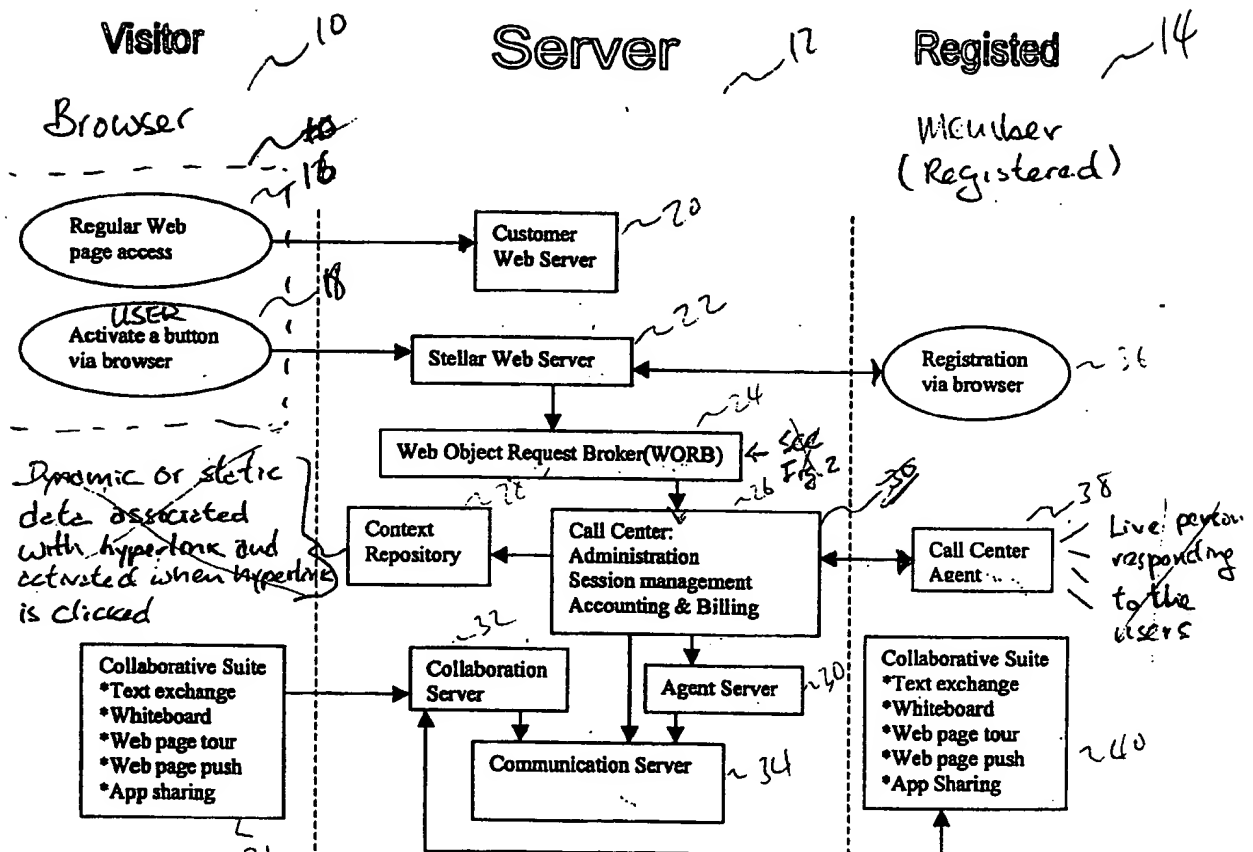 Visitor 10
Server 12
Registed 14
Browser
Member
(Registered)
10
16
Regular Web
page access
Customer
Web Server
20
18
USER
Activate a button
via browser
Stellar Web Server
22
Registration
via browser
36
Web Object Request Broker(WORB)
24
see
Fig. 2
Dynamic or static
data associated
with hyperlink and
activated when hyperlink
is clicked
Context
Repository
26
Call Center:
Administration
Session management
Accounting & Billing
Call Center
Agent
38
Live person
responding
to the
users
Collaborative Suite
*Text exchange
*Whiteboard
*Web page tour
*Web page push
*App sharing
Collaboration
Server
32
Agent Server
30
Communication Server
34
Collaborative Suite
*Text exchange
*Whiteboard
*Web page tour
*Web page push
*App Sharing
40